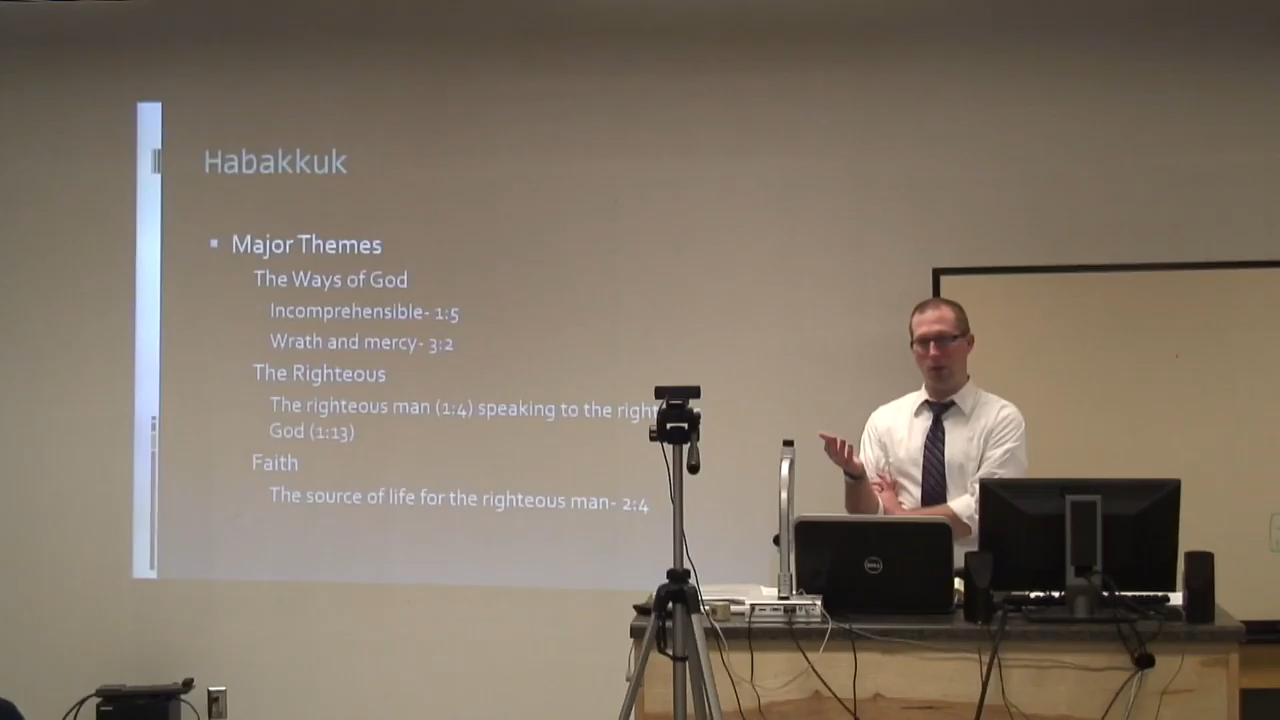 Habakkuk
▪ Major Themes
The Ways of God
Incomprehensible- 1:5
Wrath and mercy- 3:2
The Righteous
The righteous man (1:4) speaking to the right
God (1:13)
Faith
The source of life for the righteous man- 2:4
DELL